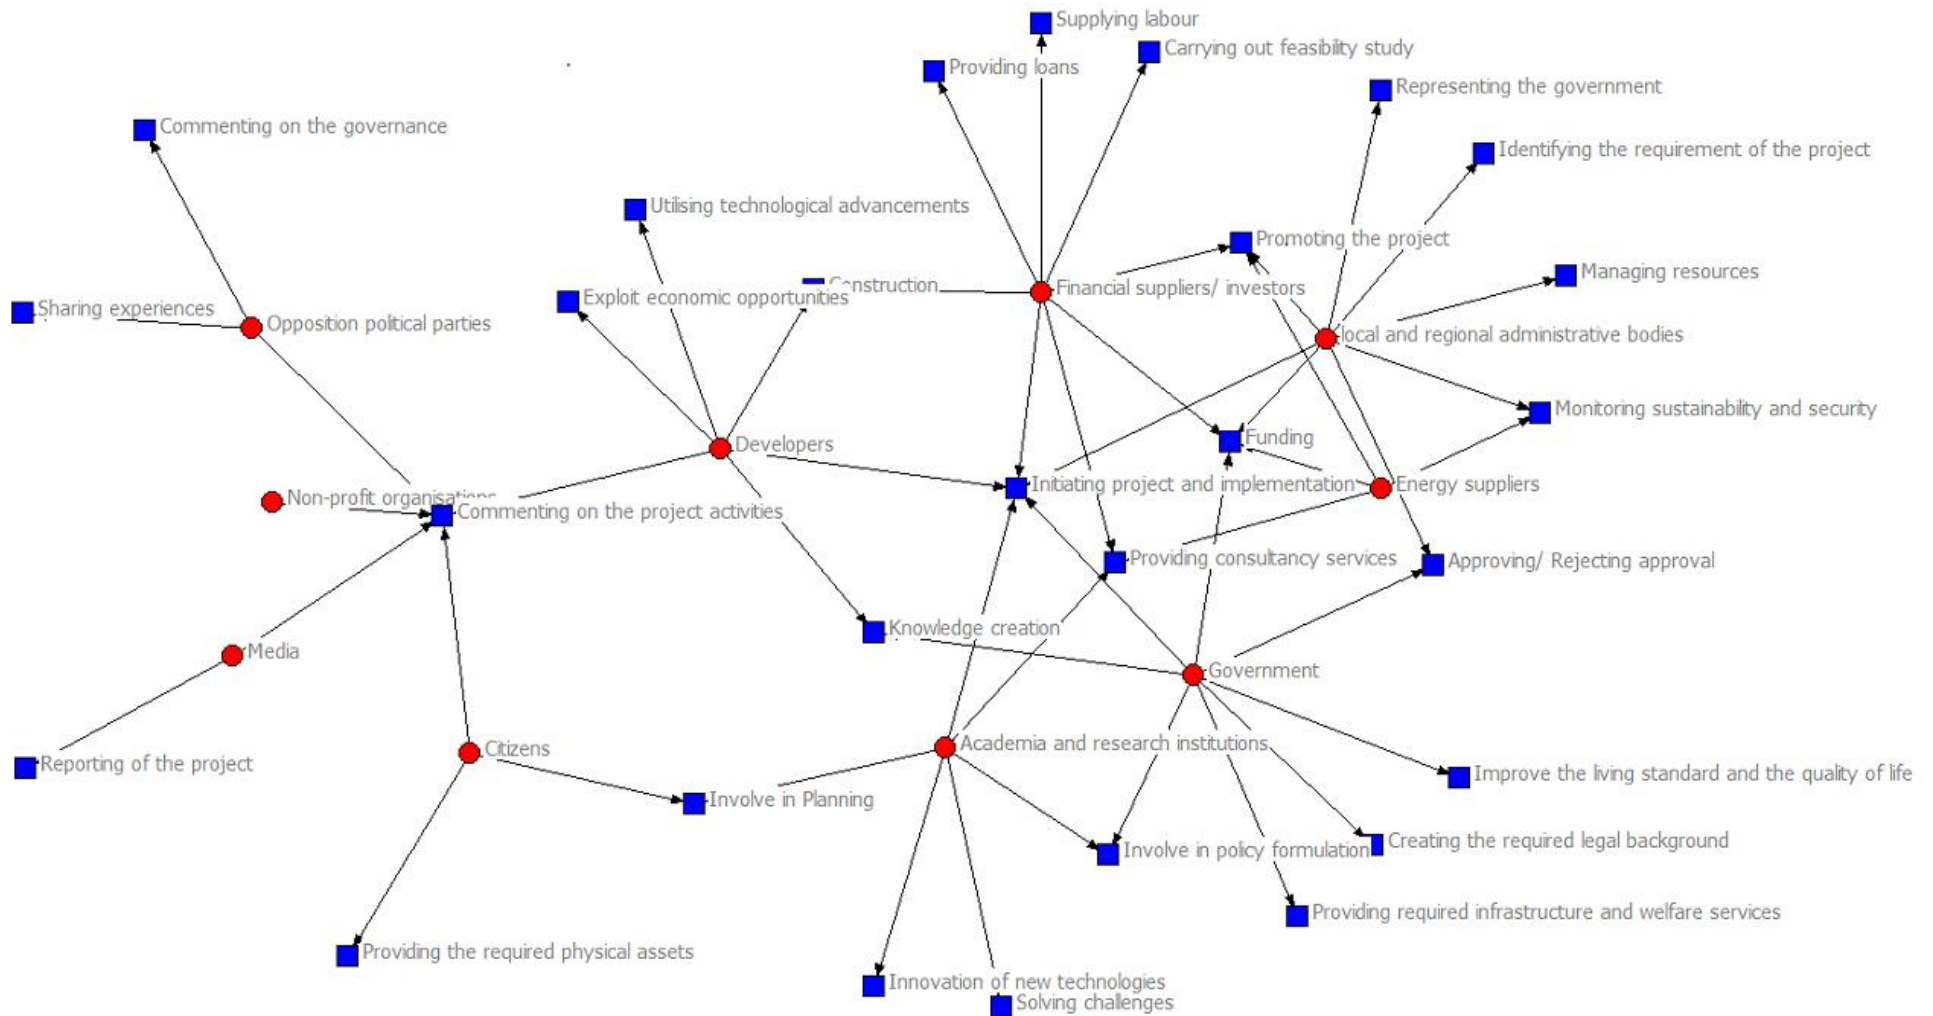 Supplying labour
Carrying out feasibility study
Providing loans
Representing the government
Commenting on the governance
Identifying the requirement of the project
Utilising technological advancements
Promoting the project
Managing resources
Construction
Financial suppliers/ investors
Exploit economic opportunities
Sharing experiences
Opposition political parties
local and regional administrative bodies
Monitoring sustainability and security
Funding
Developers
Initiating project and implementation
Energy suppliers
Non-profit organisations
Commenting on the project activities
Providing consultancy services
Approving/ Rejecting approval
Knowledge creation
Media
Government
Academia and research institutions
Citizens
Reporting of the project
Improve the living standard and the quality of life
Involve in Planning
Creating the required legal background
Involve in policy formulation
Providing required infrastructure and welfare services
Providing the required physical assets
Innovation of new technologies
Solving challenges